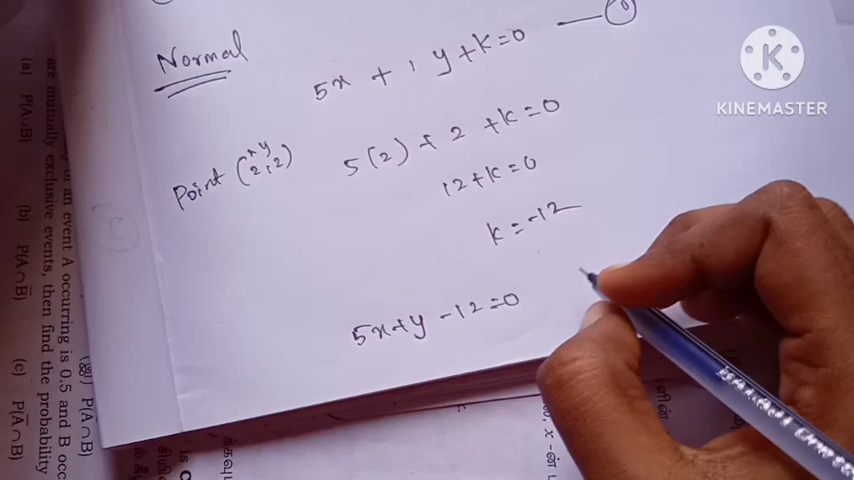 Normal
5x + 1 y + k = 0
x y
Point (2,2)
5(2) + 2 + k = 0
12 + k = 0
k = -12
5x + y - 12 = 0
K
KINEMASTER
of an event A occurring is 0.5 and B occ
are mutually exclusive events, then find the probability
(a) P(A∪B)
(b) P(A∩B̅)
(c) P(A̅∩B)
P(A∩B)